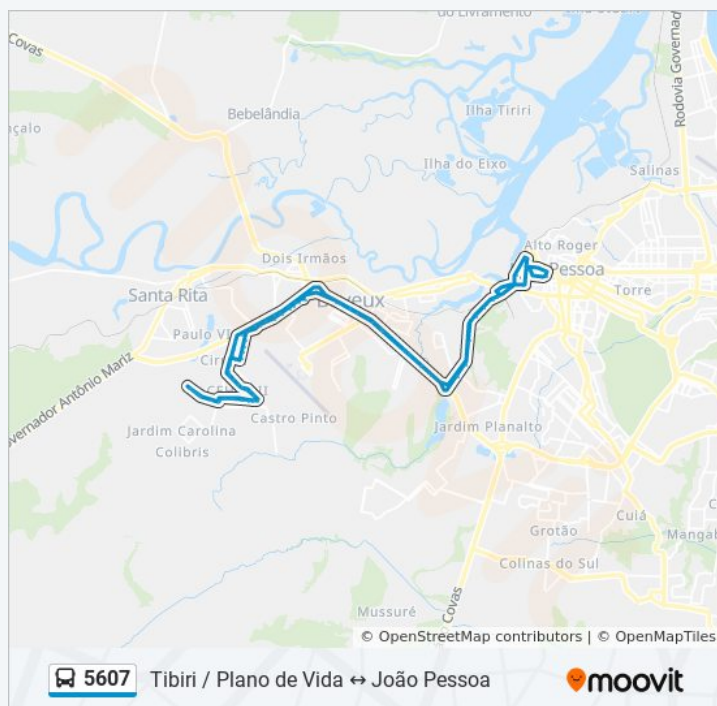 Covas
do Livramento
Rodovia Governad
Bebelândia
Ilha Tiriri
nçalo
Ilha do Eixo
Salinas
Alto Roger
Dois Irmãos
Pessoa
Santa Rita
Bayeux
Torre
Paulo VI
Governador Antônio Mariz
Castro Pinto
Jardim Planalto
Jardim Carolina
Colibris
Cuiá
Grotão
Mangab
Colinas do Sul
Mussuré
Covas
© OpenStreetMap contributors | © OpenMapTiles
5607 Tibiri / Plano de Vida ↔ João Pessoa moovit